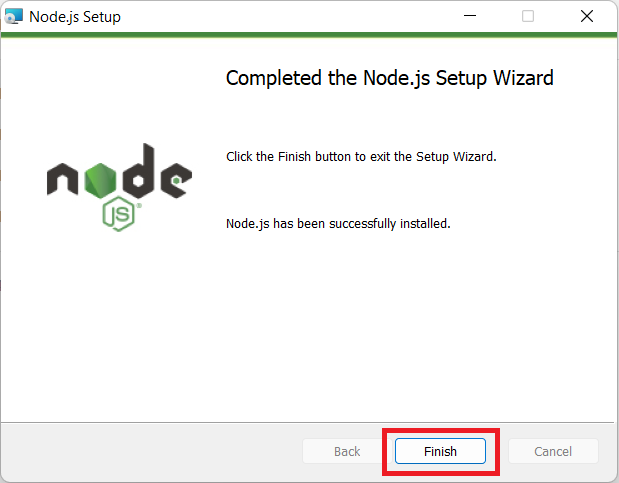 Node.js Setup
Completed the Node.js Setup Wizard
Click the Finish button to exit the Setup Wizard.
node
JS
Node.js has been successfully installed.
Back
Finish
Cancel